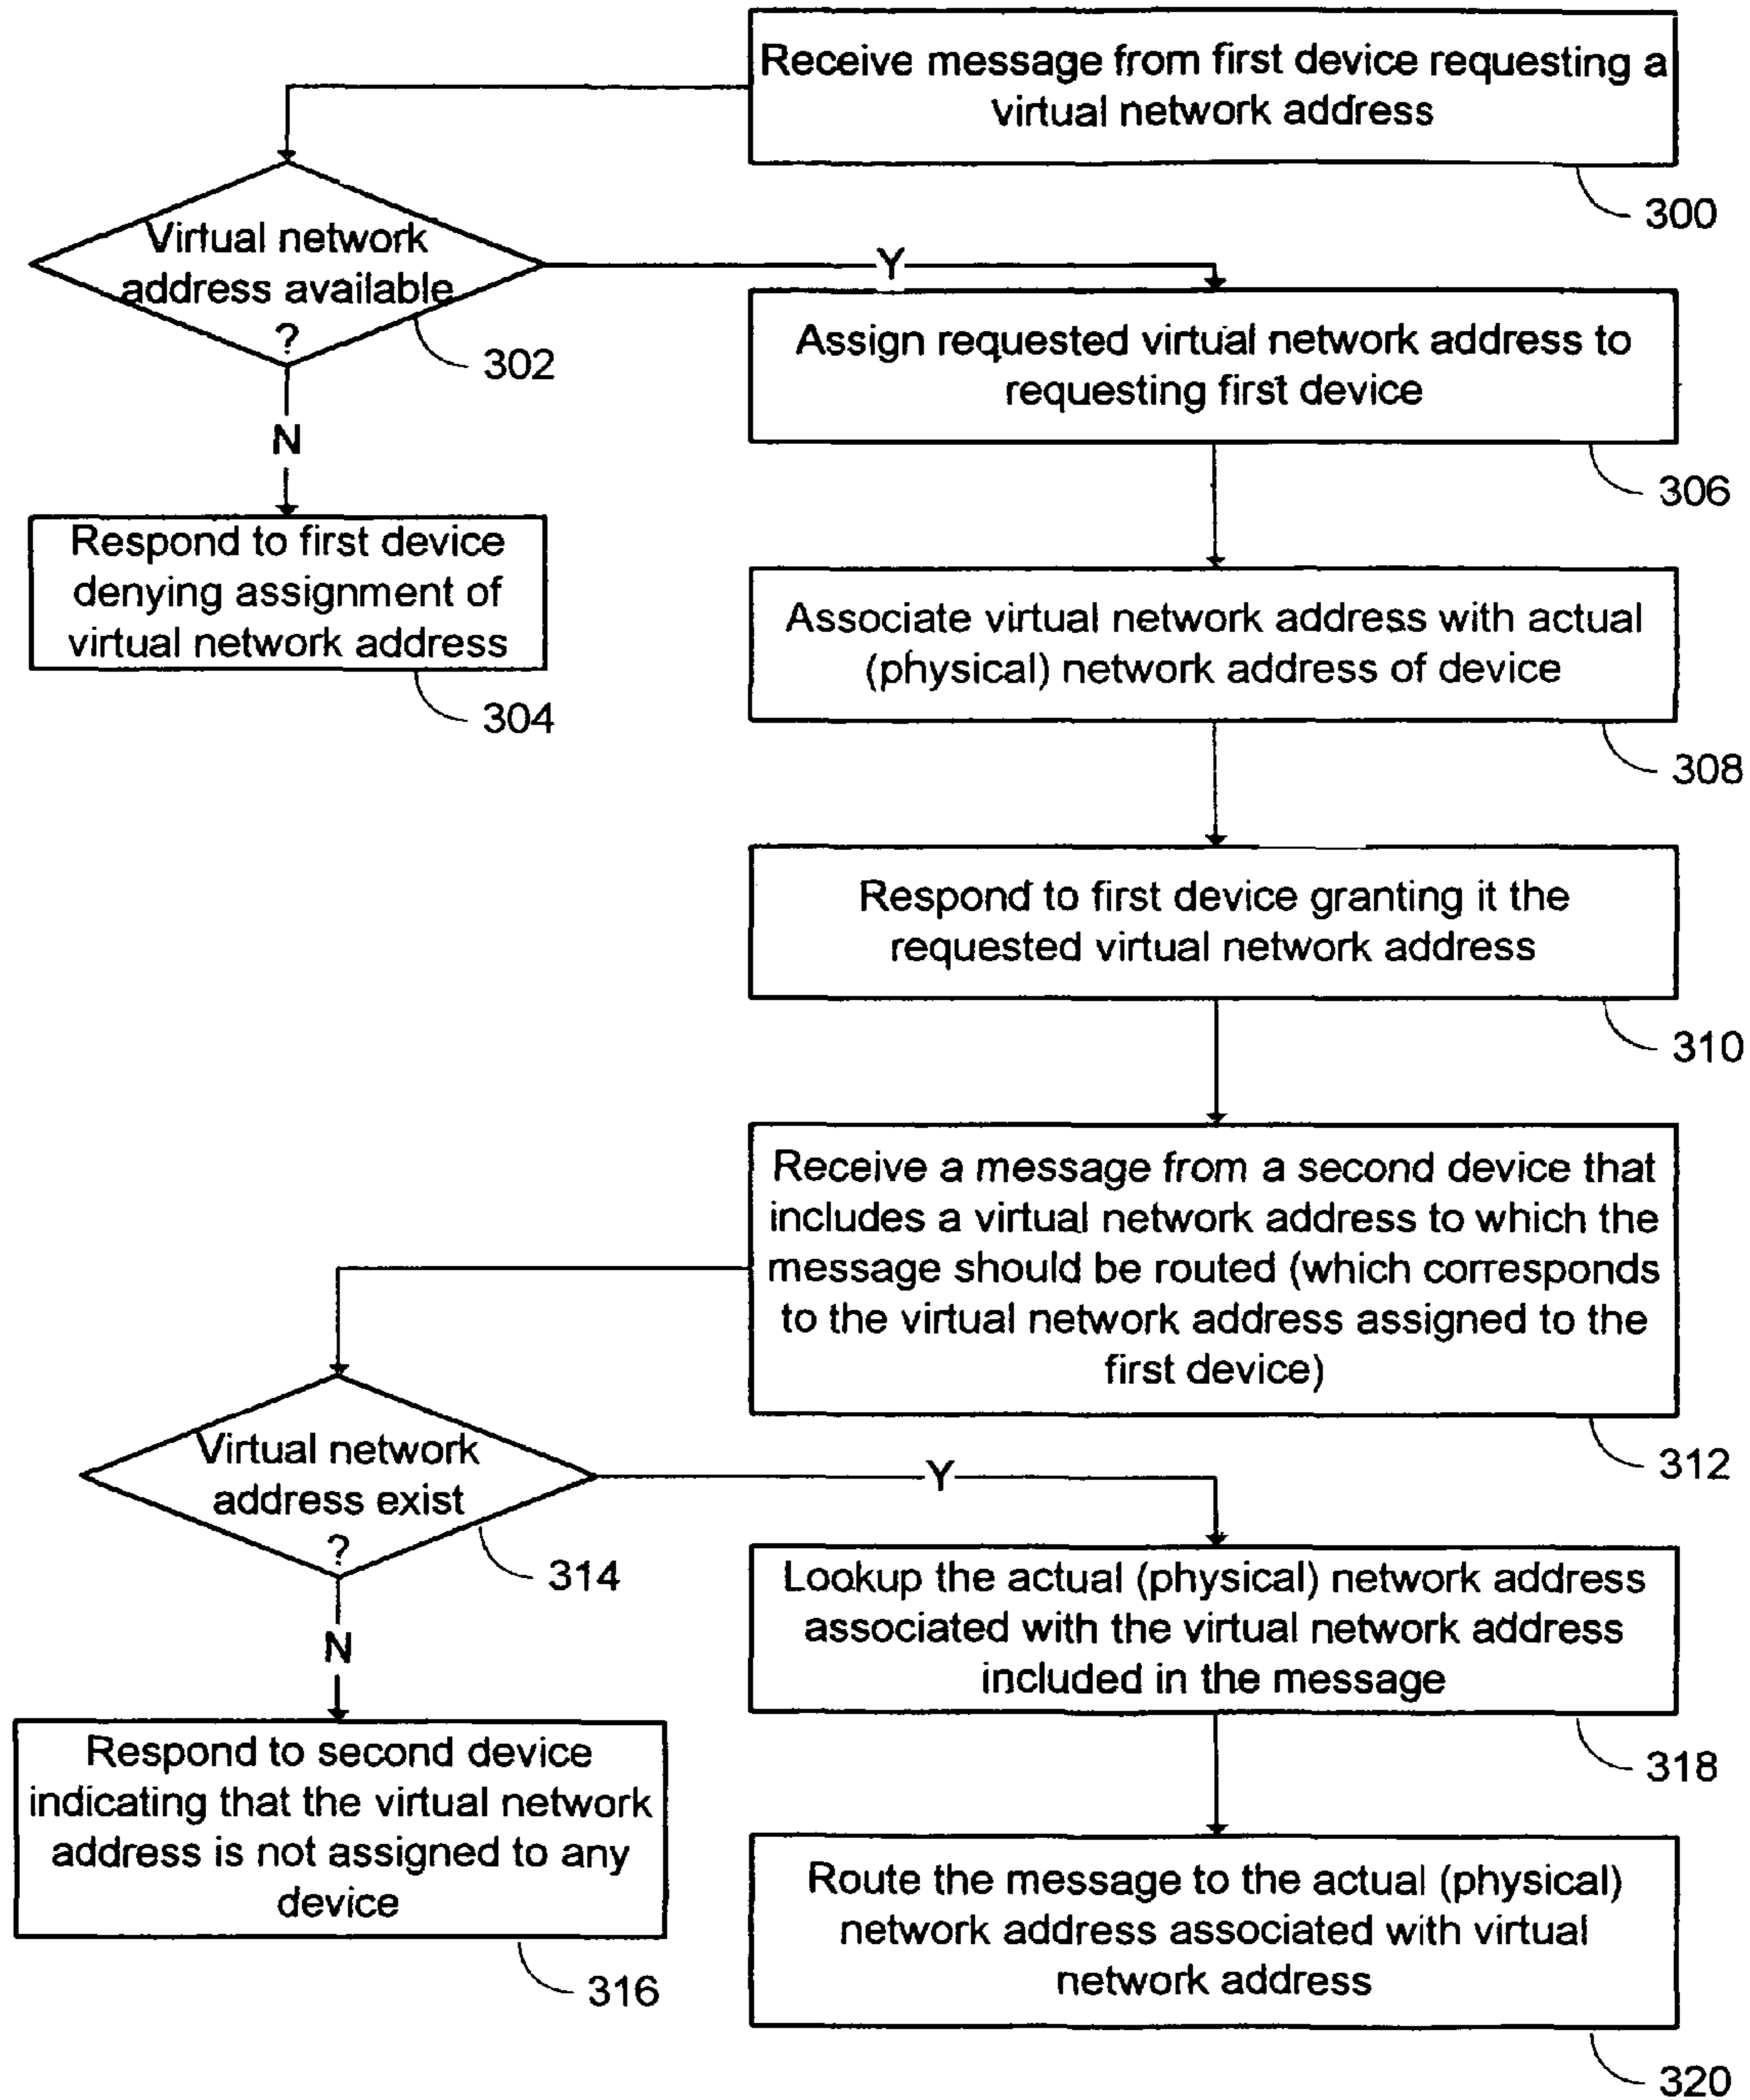 Receive message from first device requesting a
virtual network address
300
Virtual network
address available
?
302
Y
N
Respond to first device
denying assignment of
virtual network address
304
Assign requested virtual network address to
requesting first device
306
Associate virtual network address with actual
(physical) network address of device
308
Respond to first device granting it the
requested virtual network address
310
Receive a message from a second device that
includes a virtual network address to which the
message should be routed (which corresponds
to the virtual network address assigned to the
first device)
312
Virtual network
address exist
?
314
Y
N
Respond to second device
indicating that the virtual network
address is not assigned to any
device
316
Lookup the actual (physical) network address
associated with the virtual network address
included in the message
318
Route the message to the actual (physical)
network address associated with virtual
network address
320